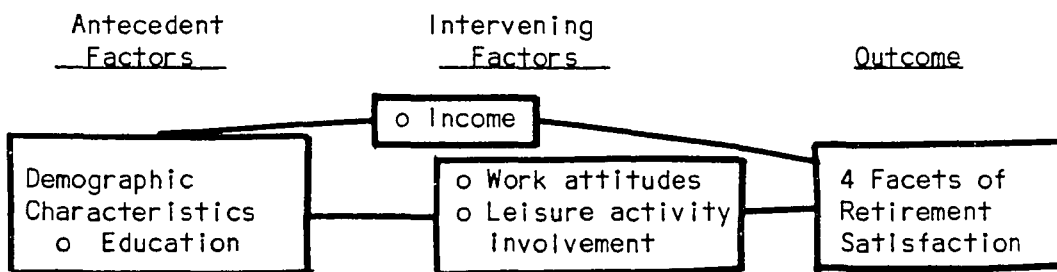 Antecedent
Factors
Intervening
Factors
Outcome
o Income
Demographic
Characteristics
o Education
o Work attitudes
o Leisure activity
involvement
4 Facets of
Retirement
Satisfaction